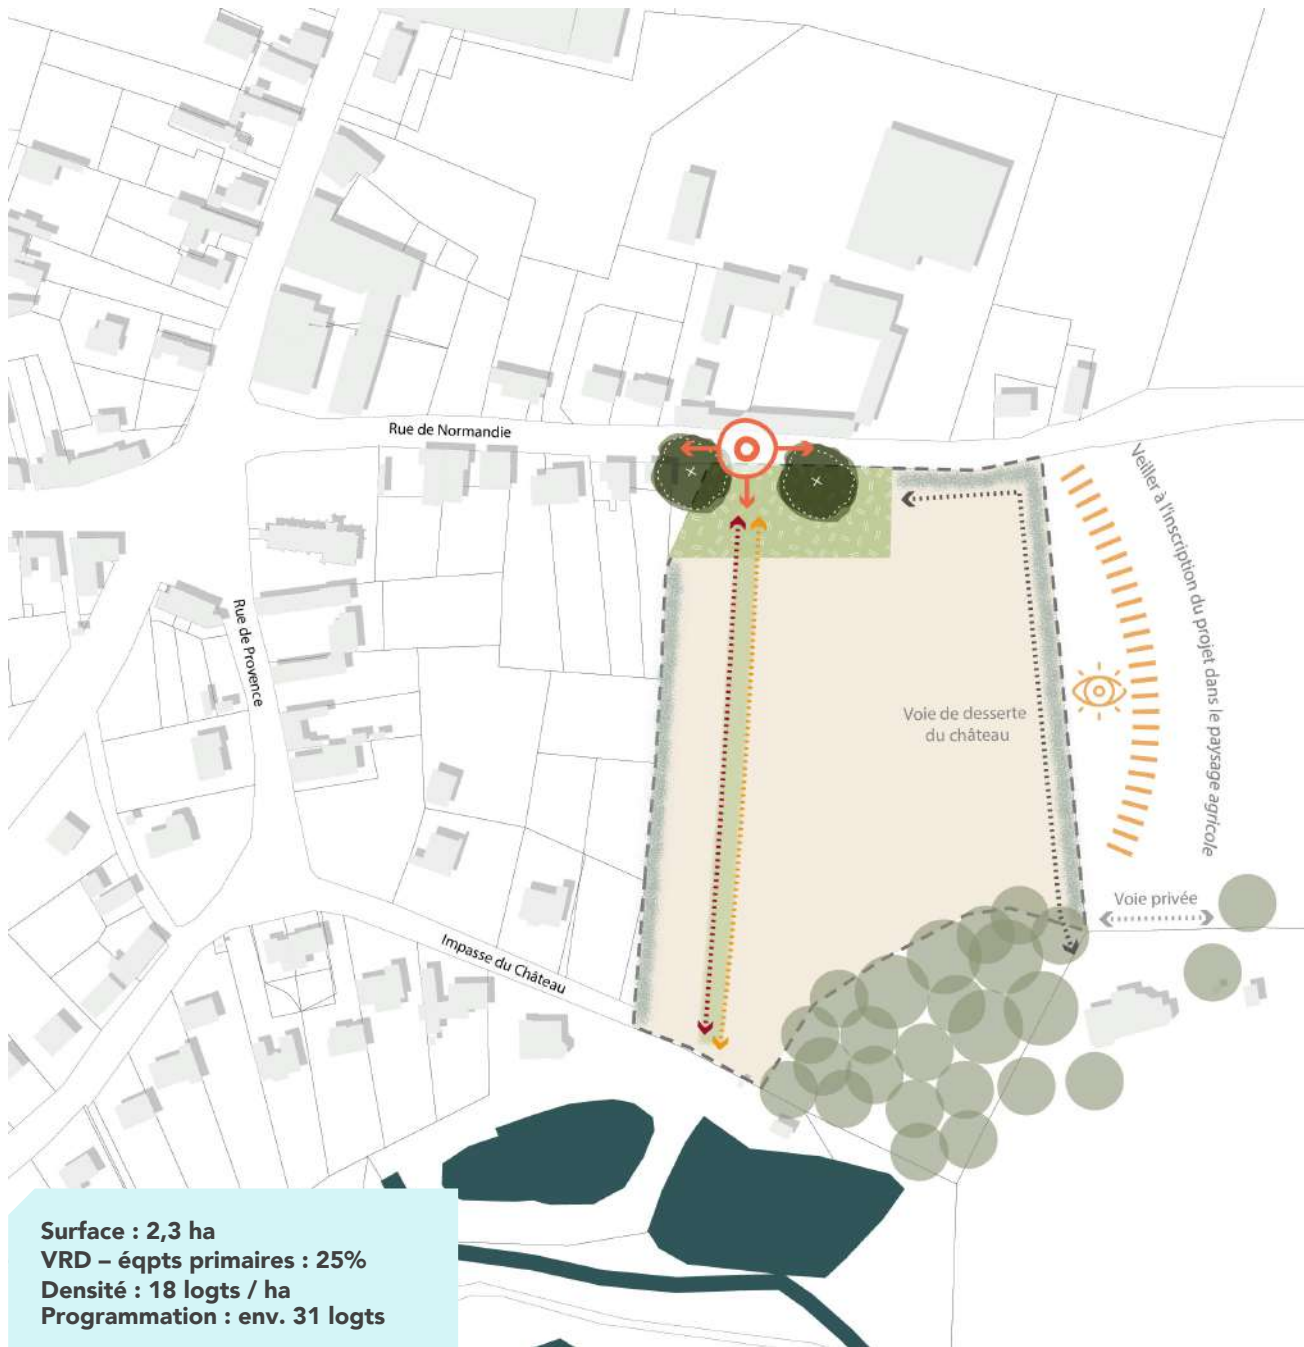 Rue de Normandie
Veiller à l'inscription du projet dans le paysage agricole
Rue de Provence
Voie de desserte
du château
Voie privée
Impasse du Château
Surface : 2,3 ha
VRD – éqpts primaires : 25%
Densité : 18 logts / ha
Programmation : env. 31 logts